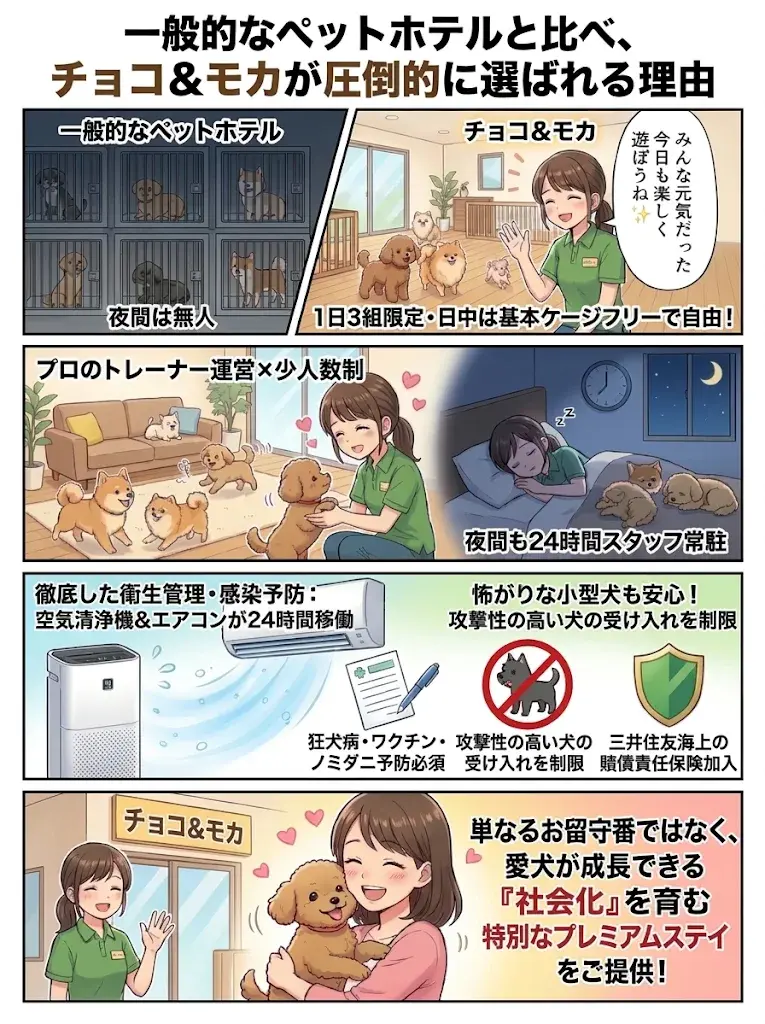 一般的なペットホテルと比べ、
チョコ&モカが圧倒的に選ばれる理由
一般的なペットホテル
夜間は無人
チョコ&モカ
みんな元気だった
今日も楽しく
遊ぼうね✨
1日3組限定・日中は基本ケージフリーで自由!
プロのトレーナー運営×少人数制
zz
夜間も24時間スタッフ常駐
徹底した衛生管理・感染予防:
空気清浄機&エアコンが24時間稼働
狂犬病・ワクチン・
ノミダニ予防必須
怖がりな小型犬も安心!
攻撃性の高い犬の受け入れを制限
攻撃性の高い犬の
受け入れを制限
三井住友海上の
賠償責任保険加入
チョコ&モカ
単なるお留守番ではなく、
愛犬が成長できる
『社会化』を育む
特別なプレミアムステイ
をご提供!